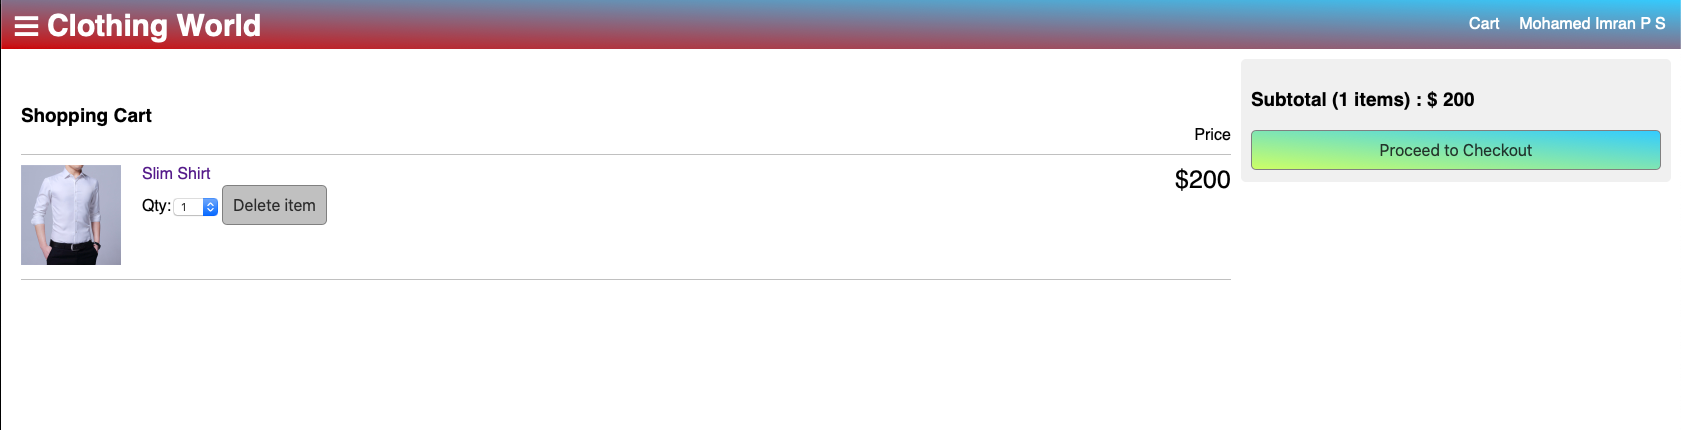 Clothing World
Cart Mohamed Imran P S
Shopping Cart
Price
Slim Shirt
$200
Qty: 1 Delete item
Subtotal (1 items) : $ 200
Proceed to Checkout